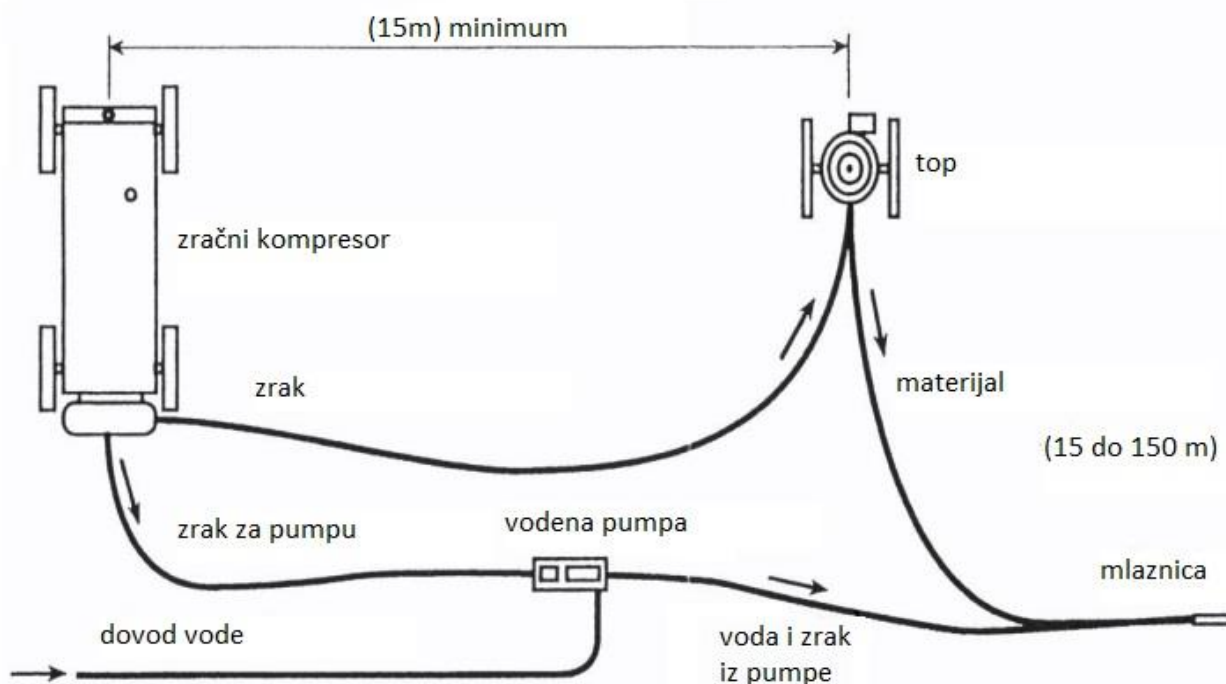 (15m) minimum
top
zračni kompresor
zrak
materijal
(15 do 150 m)
zrak za pumpu
vodena pumpa
mlaznica
dovod vode
voda i zrak
iz pumpe